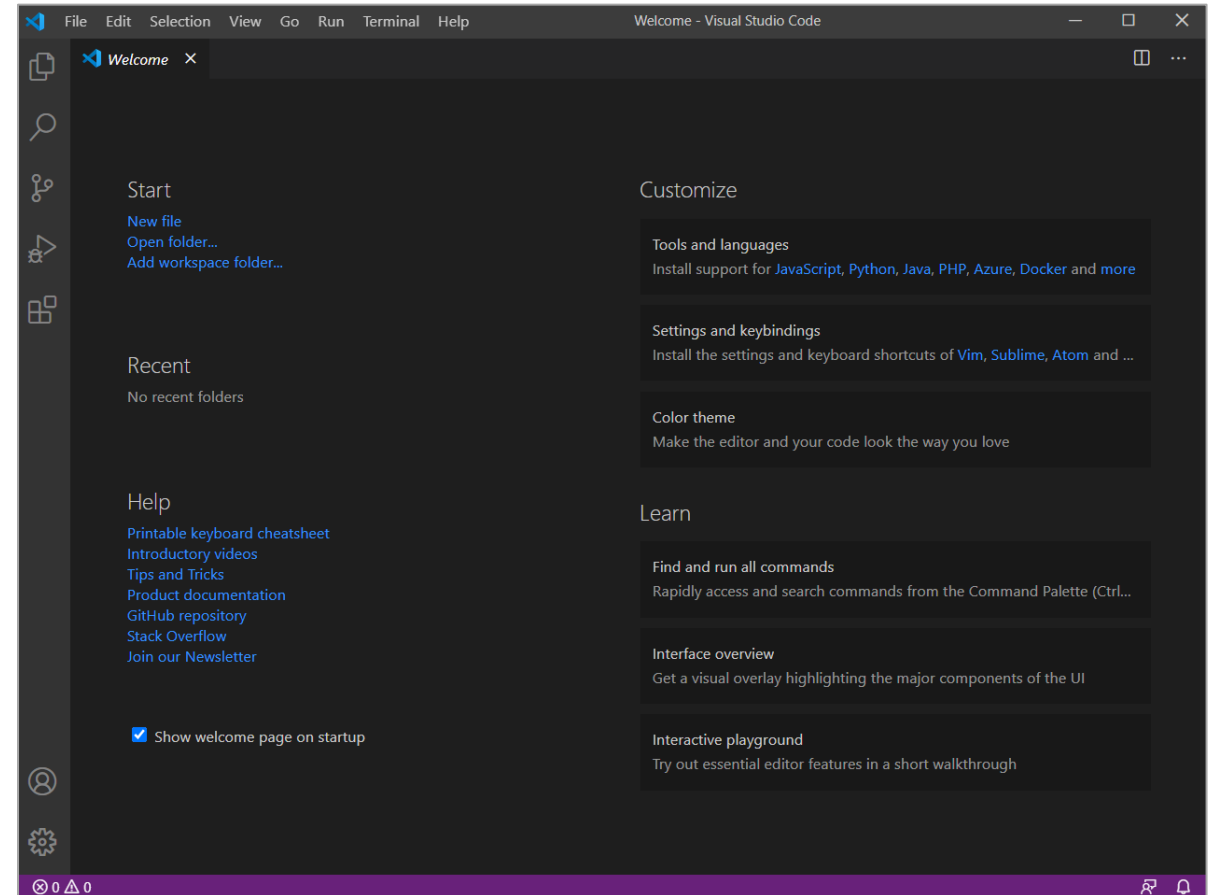 File Edit Selection View Go Run Terminal Help
Welcome - Visual Studio Code
Welcome
Start
New file
Open folder...
Add workspace folder...
Recent
No recent folders
Help
Printable keyboard cheatsheet
Introductory videos
Tips and Tricks
Product documentation
GitHub repository
Stack Overflow
Join our Newsletter
Show welcome page on startup
Customize
Tools and languages
Install support for JavaScript, Python, Java, PHP, Azure, Docker and more
Settings and keybindings
Install the settings and keyboard shortcuts of Vim, Sublime, Atom and ...
Color theme
Make the editor and your code look the way you love
Learn
Find and run all commands
Rapidly access and search commands from the Command Palette (Ctrl...
Interface overview
Get a visual overlay highlighting the major components of the UI
Interactive playground
Try out essential editor features in a short walkthrough
0 0